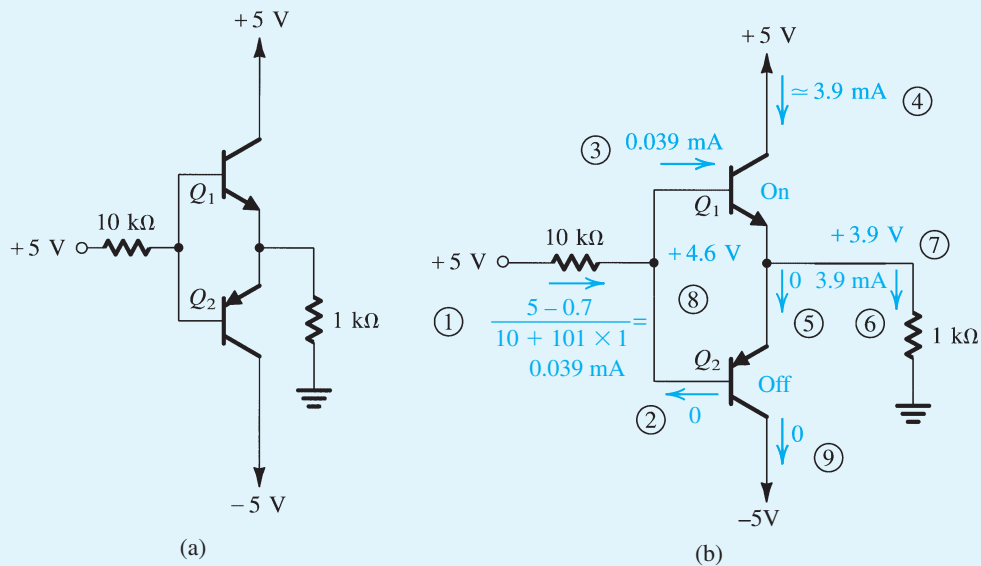 +5 V
Q1
10 kΩ
+5 V
Q2
1 kΩ
−5 V
(a)
+5 V
≃ 3.9 mA ④
③ 0.039 mA
On
Q1
10 kΩ
+4.6 V
+3.9 V ⑦
+5 V
0 3.9 mA
⑧
① 5 – 0.7
10 + 101 × 1 =
0.039 mA
⑤ ⑥
1 kΩ
Q2
Off
② 0
0
⑨
–5V
(b)